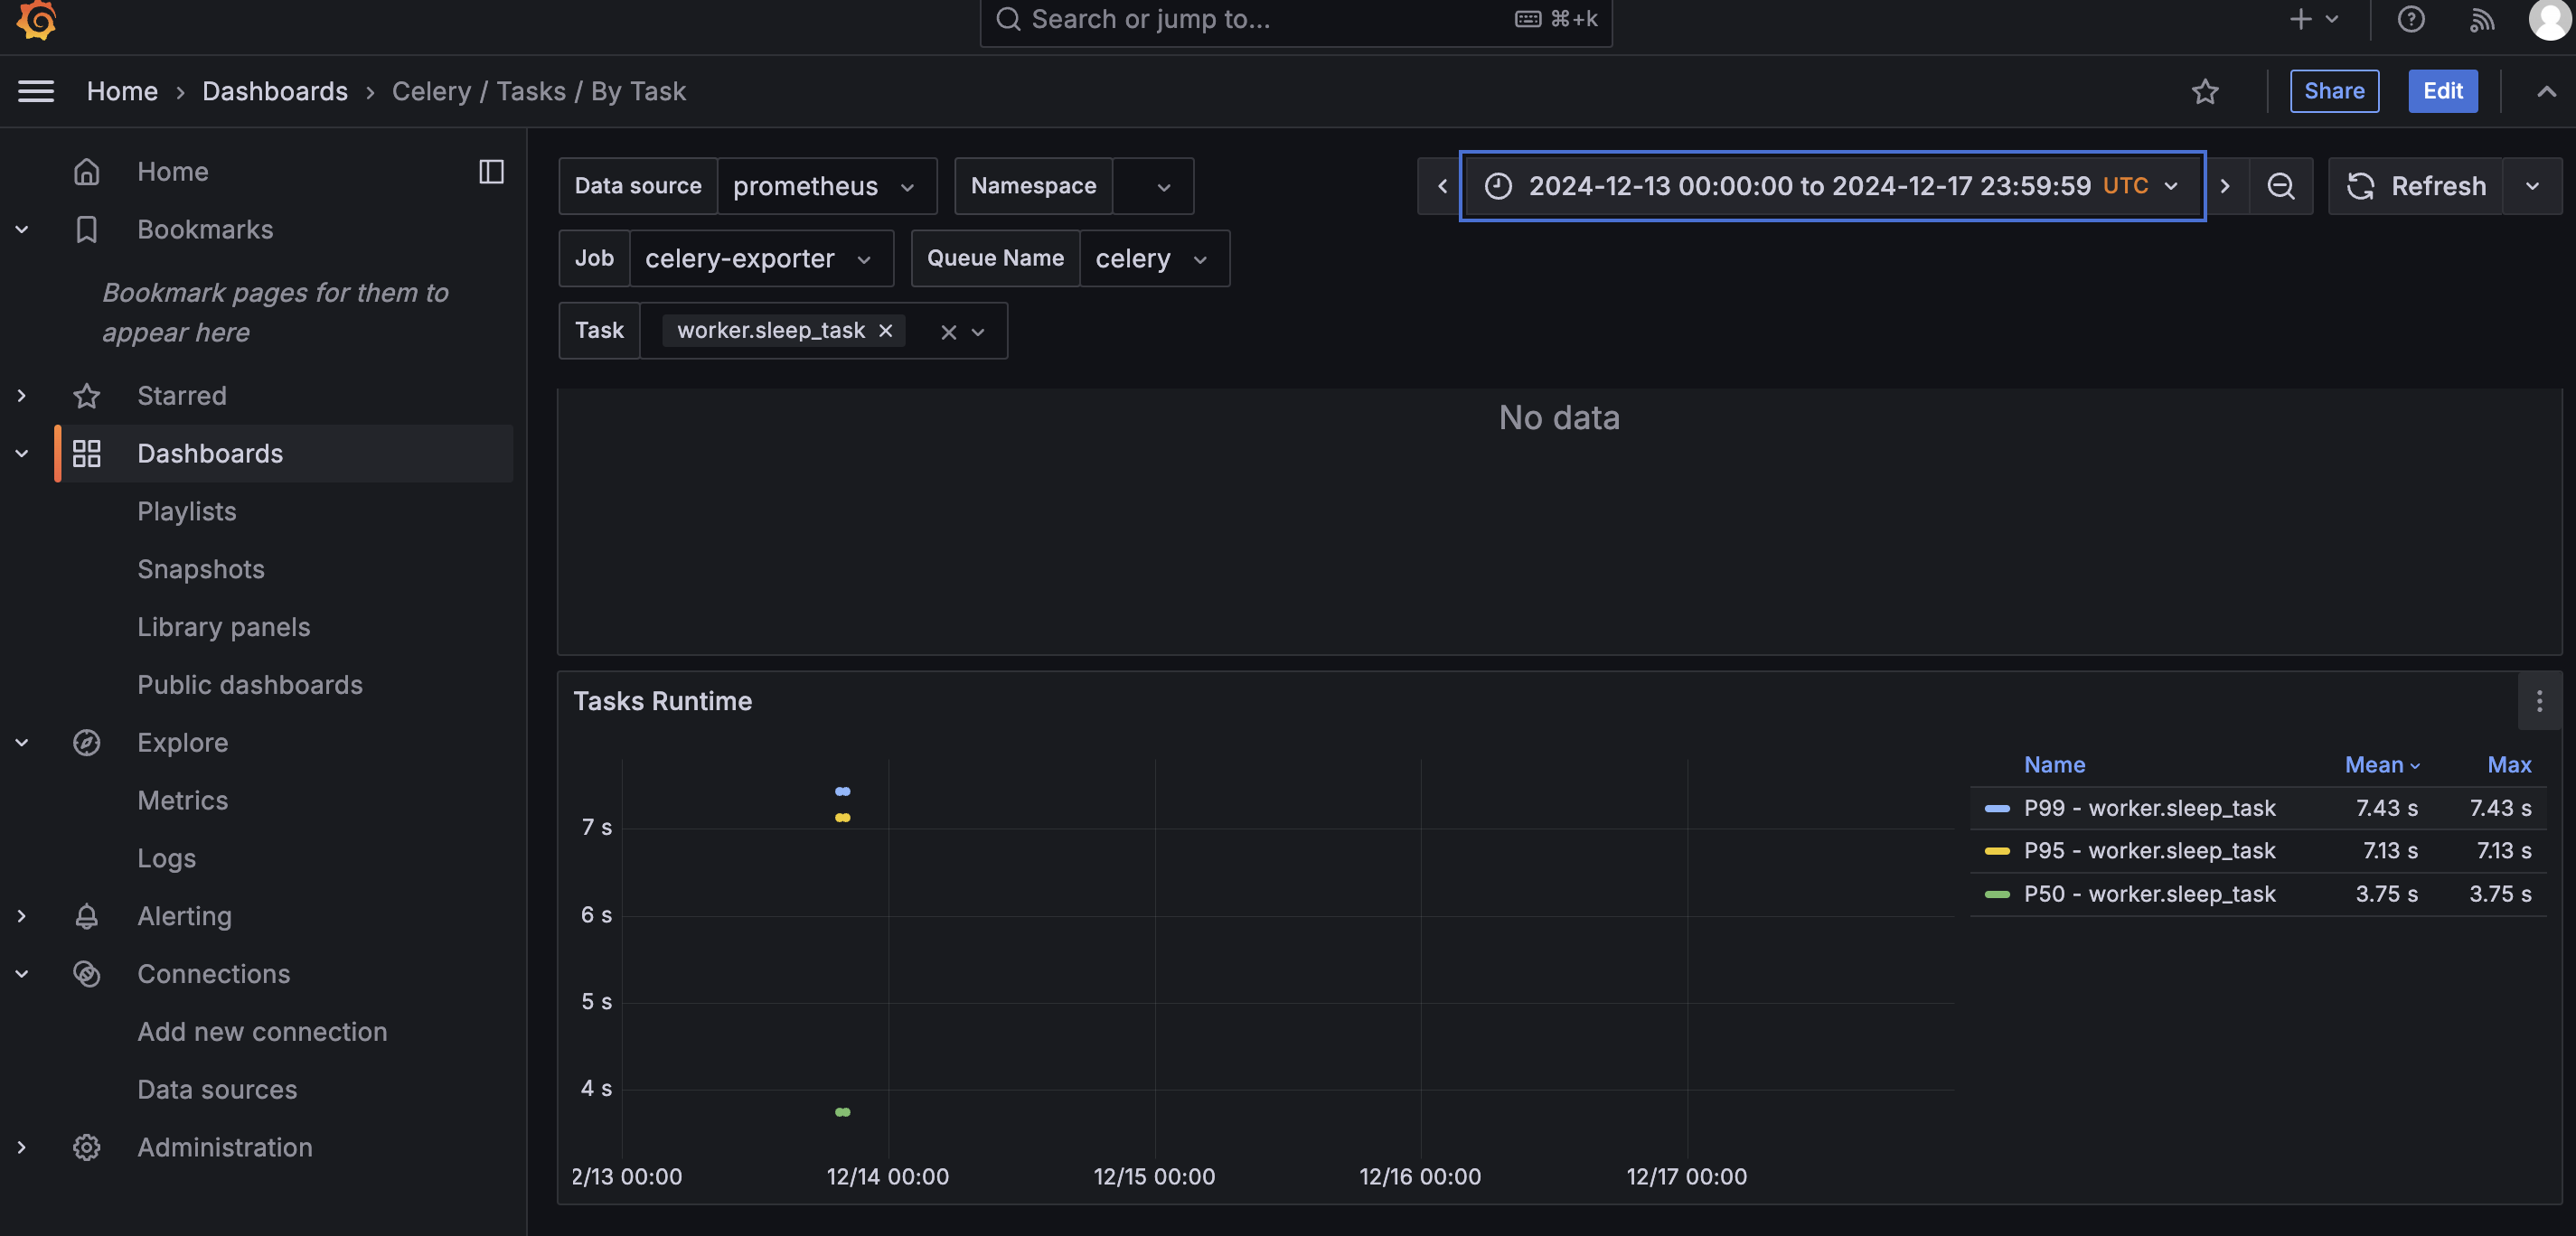 Search or jump to...
⌘+k
Home › Dashboards › Celery / Tasks / By Task
Share
Edit
Home
Bookmarks
Bookmark pages for them to
appear here
Starred
Dashboards
Playlists
Snapshots
Library panels
Public dashboards
Explore
Metrics
Logs
Alerting
Connections
Add new connection
Data sources
Administration
Data source prometheus
Namespace
2024-12-13 00:00:00 to 2024-12-17 23:59:59 UTC
Refresh
Job celery-exporter
Queue Name celery
Task worker.sleep_task
No data
Tasks Runtime
7 s
6 s
5 s
4 s
2/13 00:00
12/14 00:00
12/15 00:00
12/16 00:00
12/17 00:00
Name Mean Max
P99 - worker.sleep_task 7.43 s 7.43 s
P95 - worker.sleep_task 7.13 s 7.13 s
P50 - worker.sleep_task 3.75 s 3.75 s